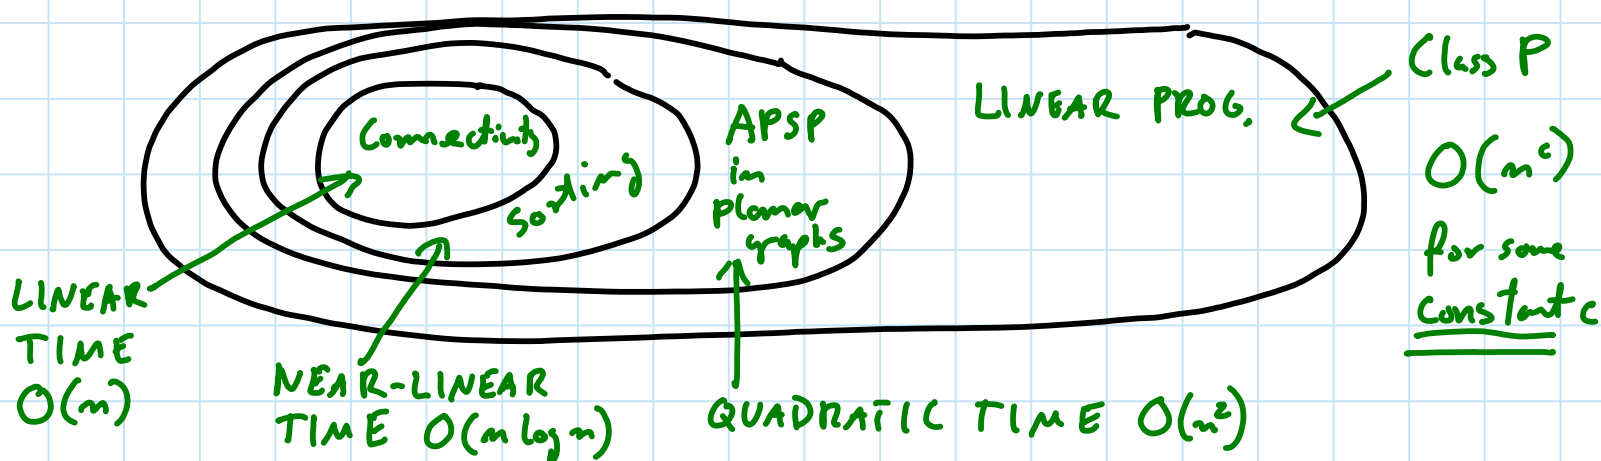 Class P
LINEAR PROG.
APSP
in
planar
graphs
Connectivity
Sorting
O(n^c)
for some
constant c
LINEAR
TIME
O(n)
NEAR-LINEAR
TIME O(n log n)
QUADRATIC TIME O(n²)